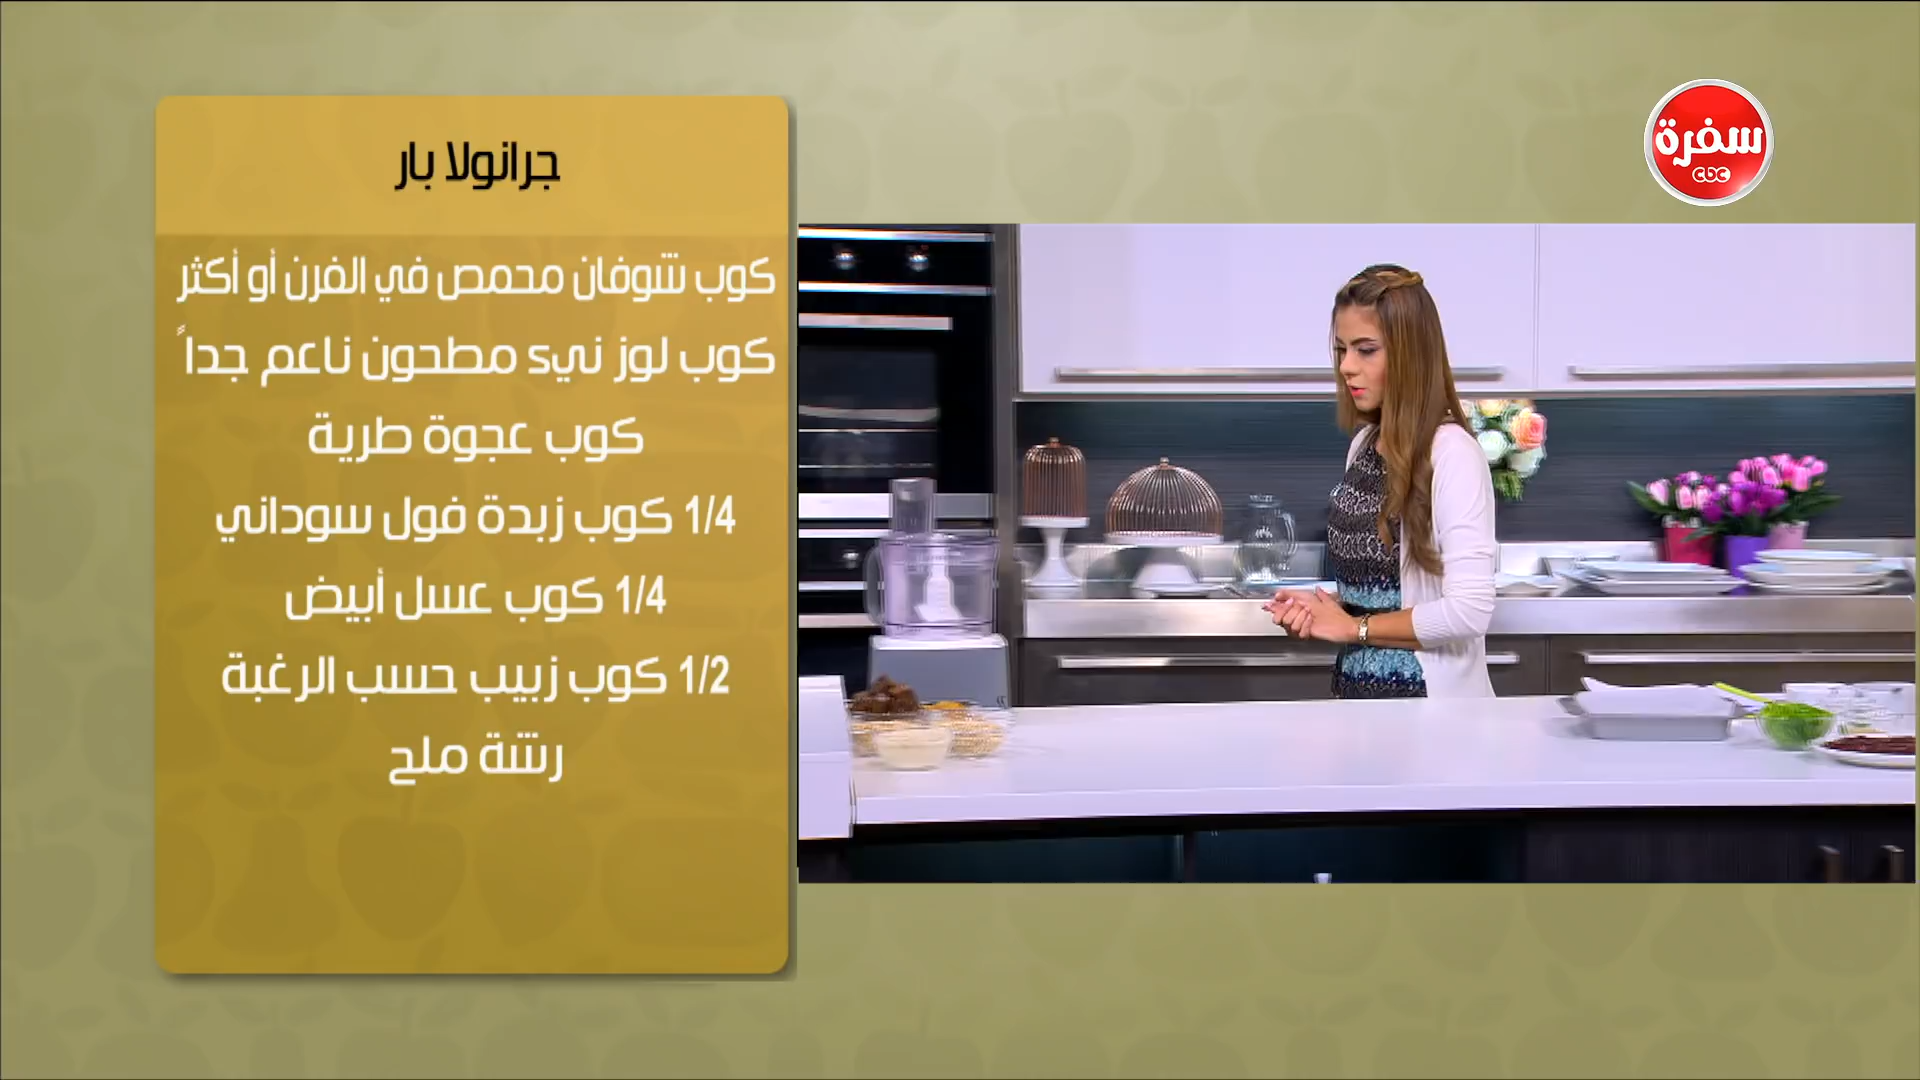 جرانولا بار
كوب شوفان محمص في الفرن أو أكثر
كوب لوز نيء مطحون ناعم جداً
كوب عجوة طرية
1/4 كوب زبدة فول سوداني
1/4 كوب عسل أبيض
1/2 كوب زبيب حسب الرغبة
رشة ملح
سفرة
cbc